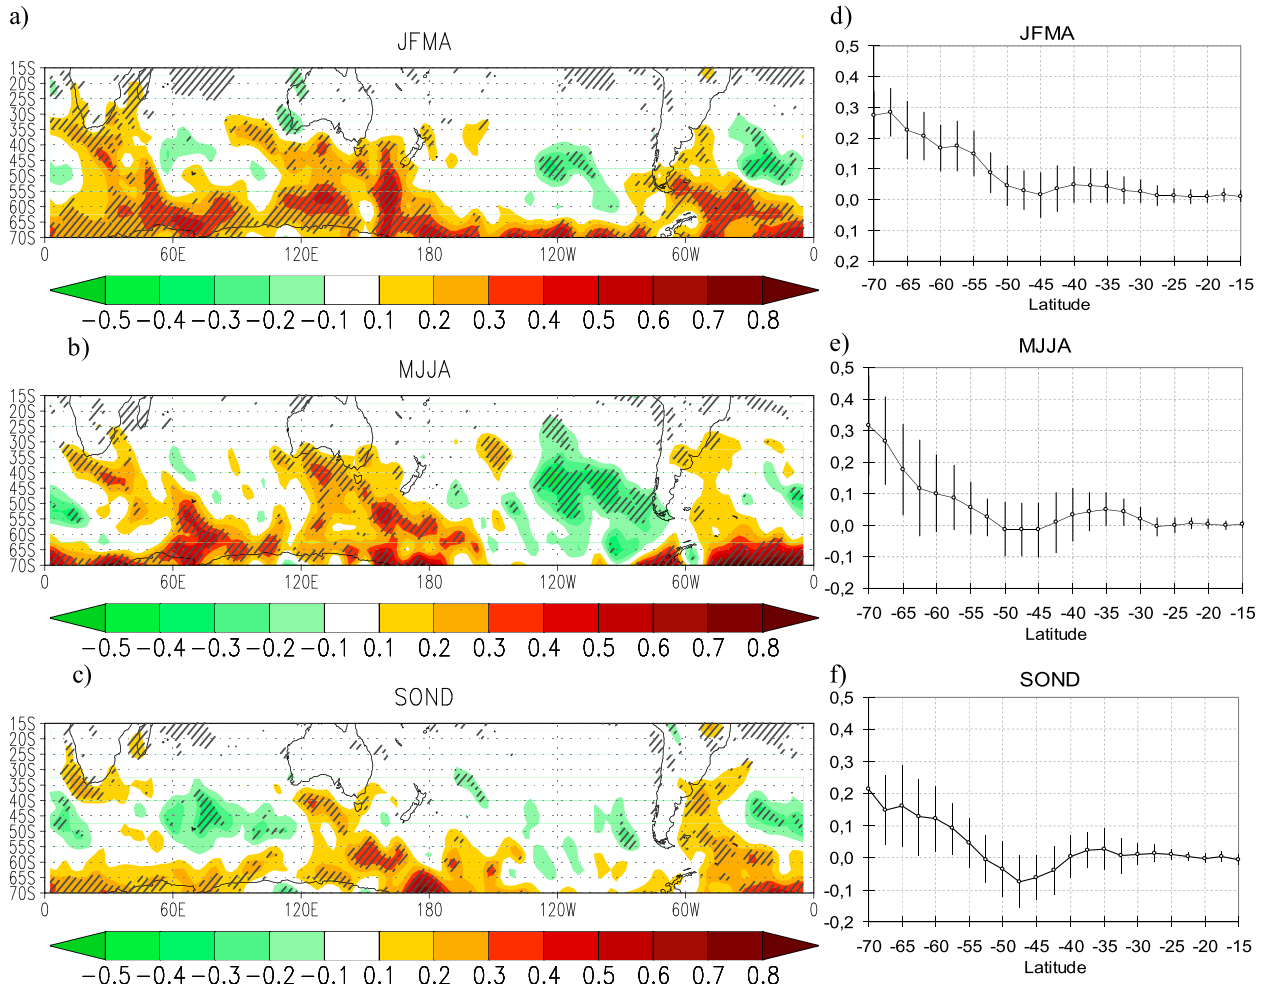 a)
JFMA
15S
20S
25S
30S
35S
40S
45S
50S
55S
60S
65S
70S
0 60E 120E 180 120W 60W 0
−0.5 −0.4 −0.3 −0.2 −0.1 0.1 0.2 0.3 0.4 0.5 0.6 0.7 0.8
d)
JFMA
0,5
0,4
0,3
0,2
0,1
0,0
0,1
0,2
-70 -65 -60 -55 -50 -45 -40 -35 -30 -25 -20 -15
Latitude
b)
MJJA
15S
20S
25S
30S
35S
40S
45S
50S
55S
60S
65S
70S
0 60E 120E 180 120W 60W 0
−0.5 −0.4 −0.3 −0.2 −0.1 0.1 0.2 0.3 0.4 0.5 0.6 0.7 0.8
e)
MJJA
0,5
0,4
0,3
0,2
0,1
0,0
-0,1
-0,2
-70 -65 -60 -55 -50 -45 -40 -35 -30 -25 -20 -15
Latitude
c)
SOND
15S
20S
25S
30S
35S
40S
45S
50S
55S
60S
65S
70S
0 60E 120E 180 120W 60W 0
−0.5 −0.4 −0.3 −0.2 −0.1 0.1 0.2 0.3 0.4 0.5 0.6 0.7 0.8
f)
SOND
0,5
0,4
0,3
0,2
0,1
0,0
-0,1
-0,2
-70 -65 -60 -55 -50 -45 -40 -35 -30 -25 -20 -15
Latitude